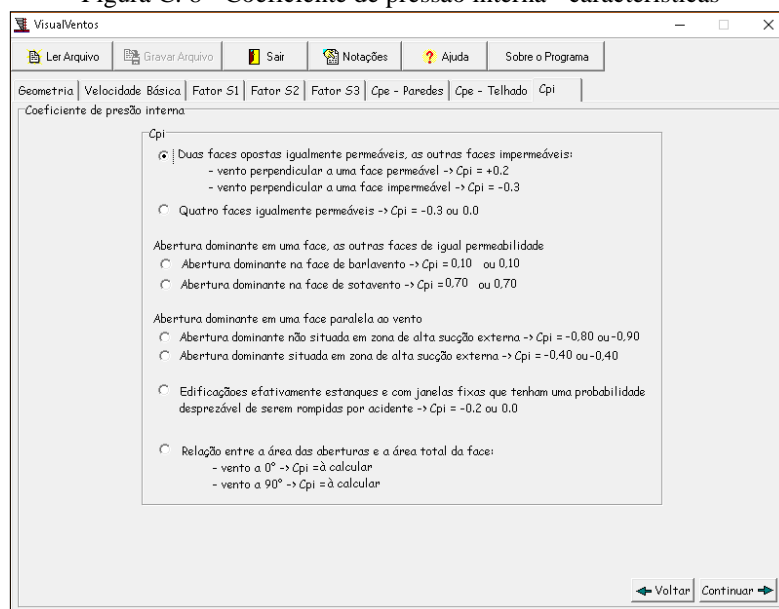 Figura C. 8 - Coeficiente de pressão interna - características
VisualVentos
Ler Arquivo Gravar Arquivo Sair Notações ? Ajuda Sobre o Programa
Geometria Velocidade Básica Fator S1 Fator S2 Fator S3 Cpe - Paredes Cpe - Telhado Cpi
Coeficiente de presão interna
Cpi
Duas faces opostas igualmente permeáveis, as outras faces impermeáveis:
- vento perpendicular a uma face permeável -> Cpi = +0.2
- vento perpendicular a uma face impermeável -> Cpi = -0.3
Quatro faces igualmente permeáveis -> Cpi = -0.3 ou 0.0
Abertura dominante em uma face, as outras faces de igual permeabilidade
Abertura dominante na face de barlavento -> Cpi = 0,10 ou 0,10
Abertura dominante na face de sotavento -> Cpi =0,70 ou 0,70
Abertura dominante em uma face paralela ao vento
Abertura dominante não situada em zona de alta sucção externa -> Cpi = -0,80 ou -0,90
Abertura dominante situada em zona de alta sucção externa -> Cpi = -0,40 ou -0,40
Edificaçãoes efativamente estanques e com janelas fixas que tenham uma probabilidade
desprezável de serem rompidas por acidente -> Cpi = -0.2 ou 0.0
Relação entre a área das aberturas e a área total da face:
- vento a 0° -> Cpi =à calcular
- vento a 90° -> Cpi = à calcular
Voltar Continuar